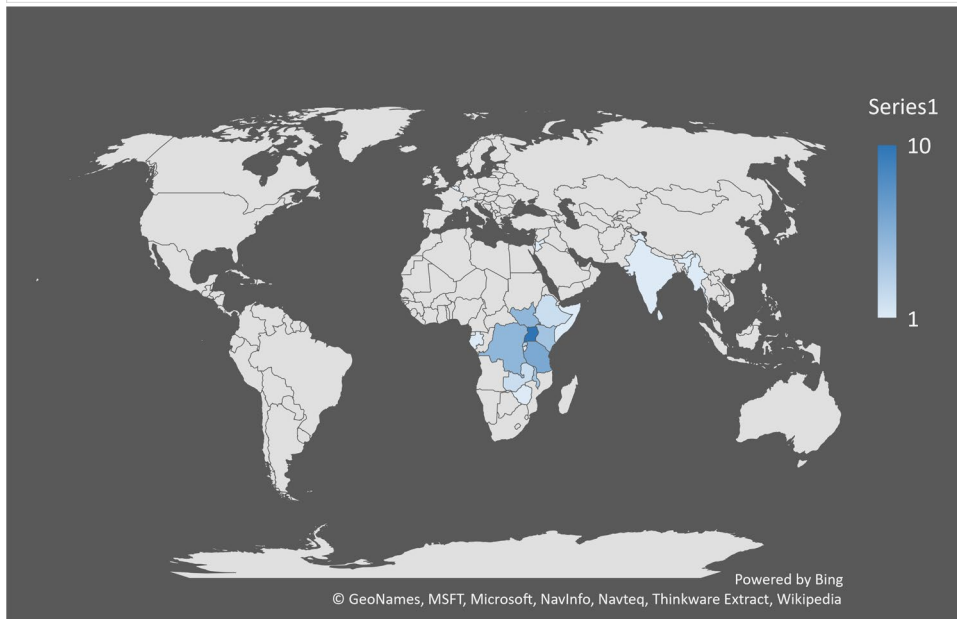 Series1
10
1
Powered by Bing
© GeoNames, MSFT, Microsoft, NavInfo, Navteq, Thinkware Extract, Wikipedia